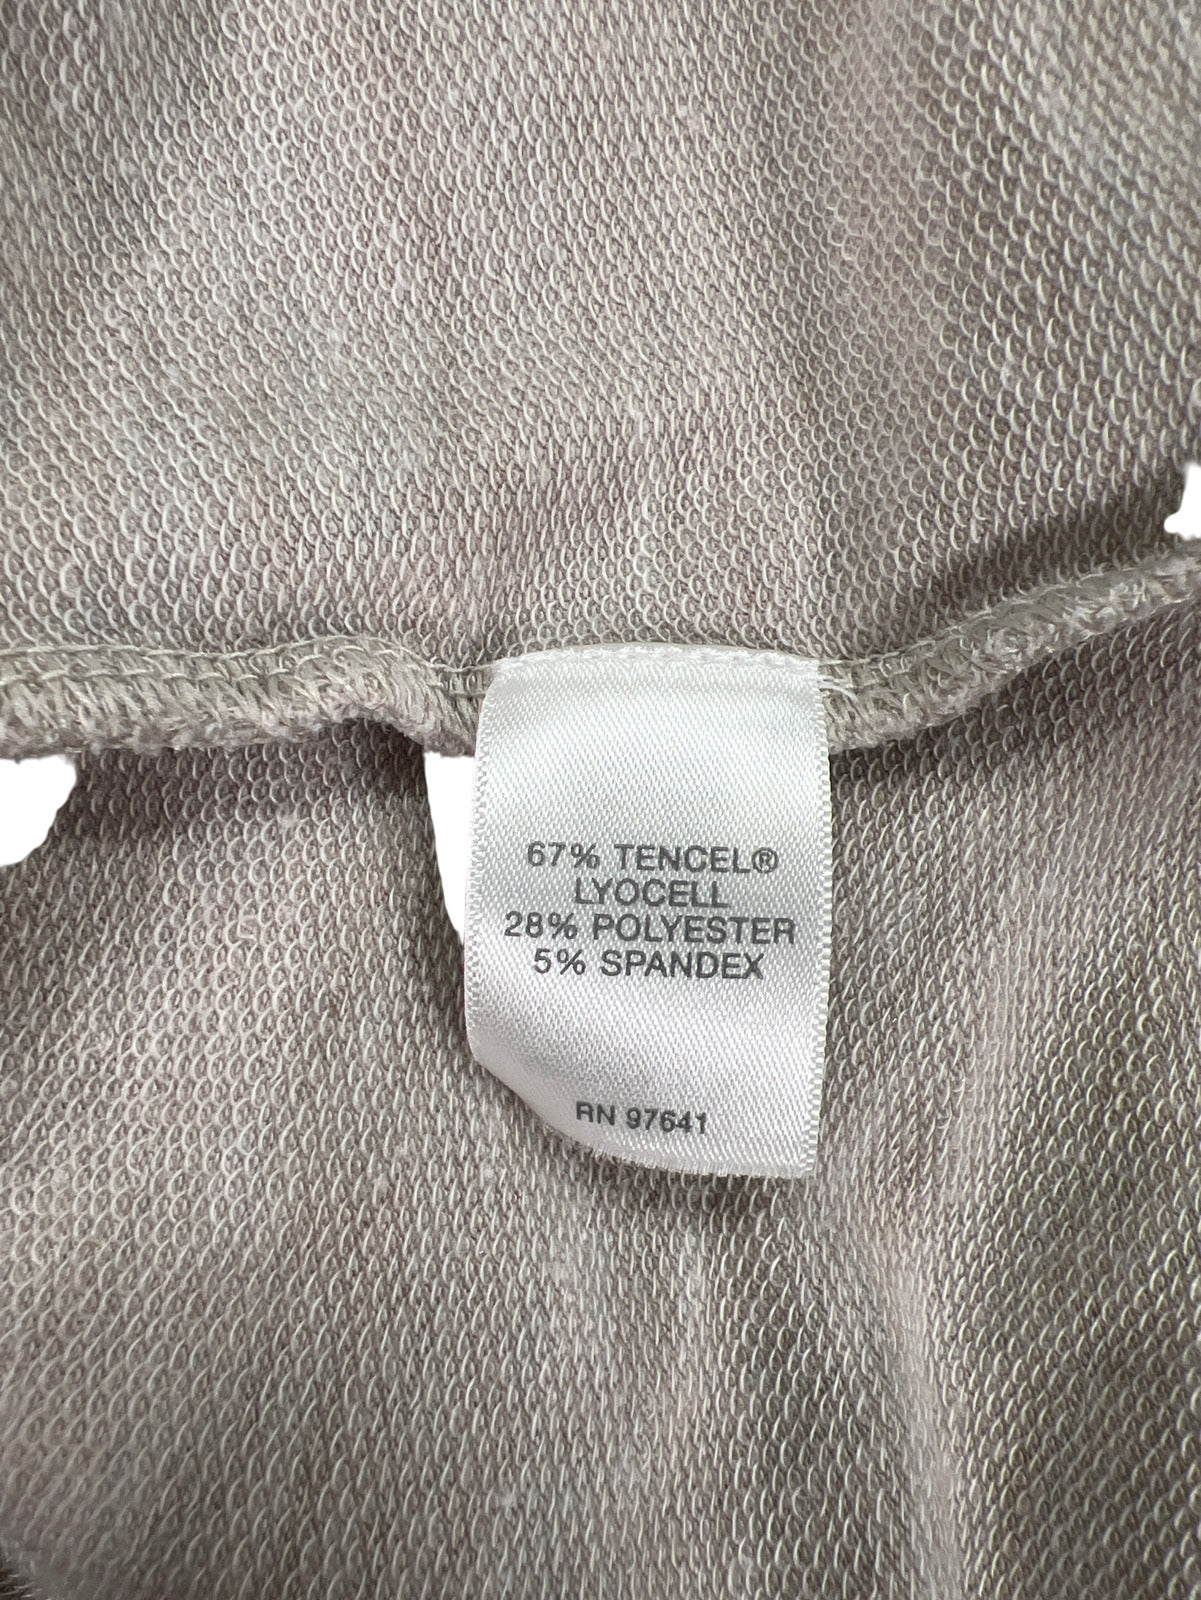 67% TENCEL®
LYOCELL
28% POLYESTER
5% SPANDEX
RN 97641